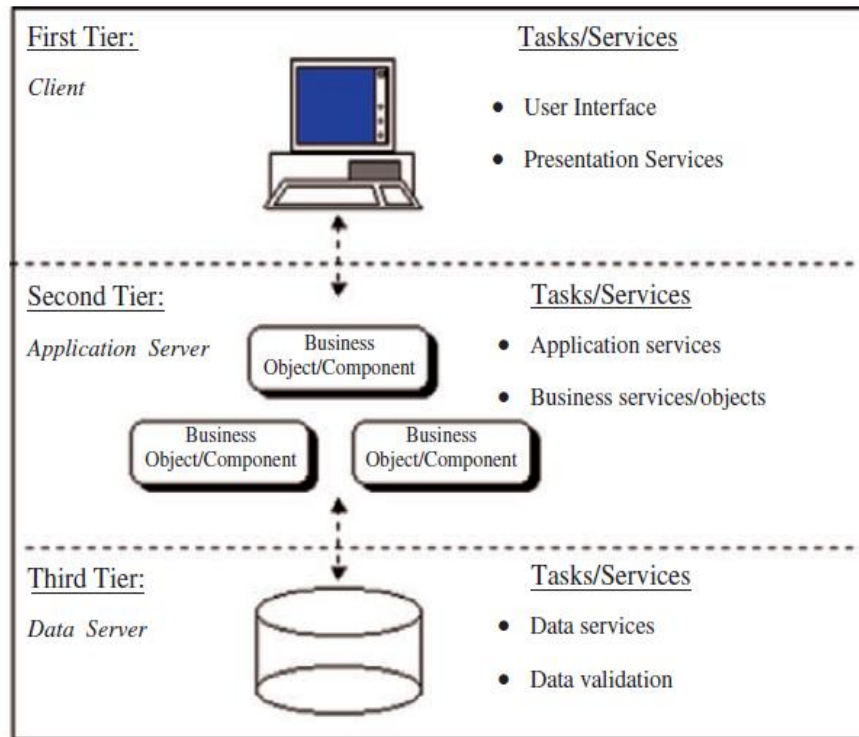 First Tier:
Tasks/Services
Client
• User Interface
• Presentation Services
Second Tier:
Tasks/Services
Application Server
Business
Object/Component
• Application services
• Business services/objects
Business
Object/Component
Business
Object/Component
Third Tier:
Tasks/Services
Data Server
• Data services
• Data validation